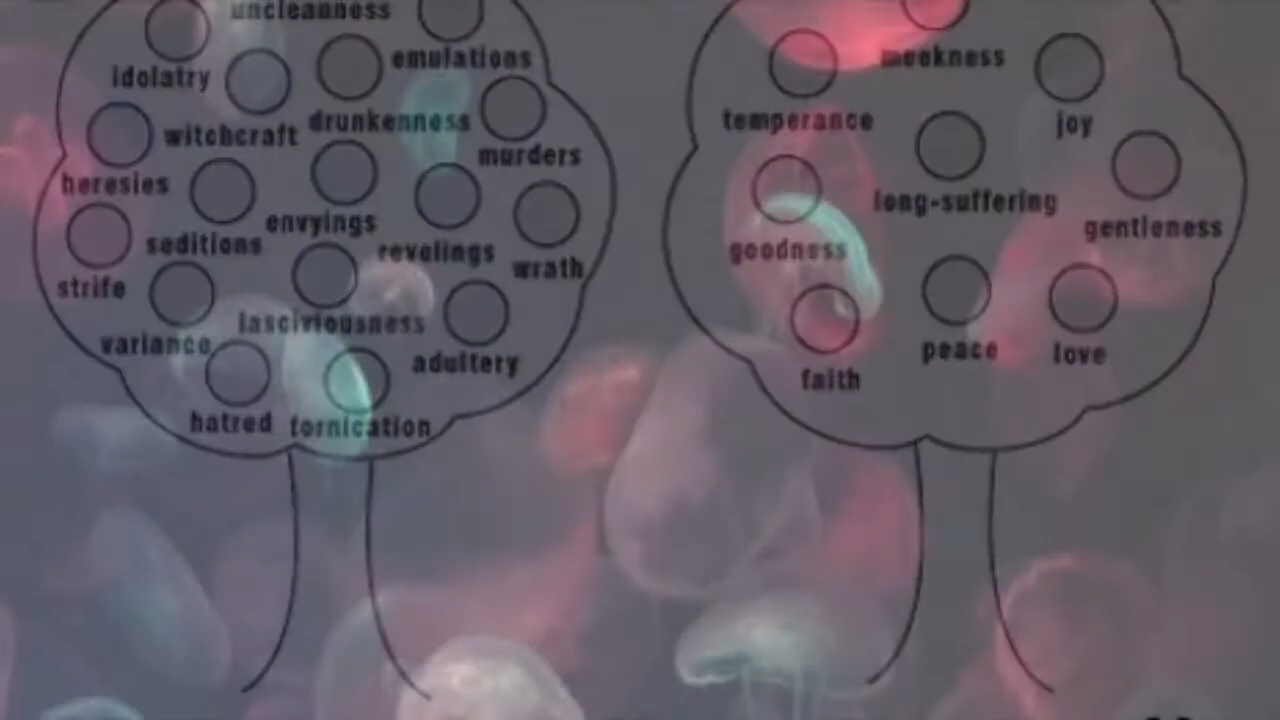 uncleanness
emulations
idolatry
drunkenness
witchcraft
murders
heresies
envyings
seditions
revelings
wrath
strife
lasciviousness
variance
adultery
hatred
fornication
meekness
temperance
joy
long-suffering
gentleness
goodness
peace
love
faith